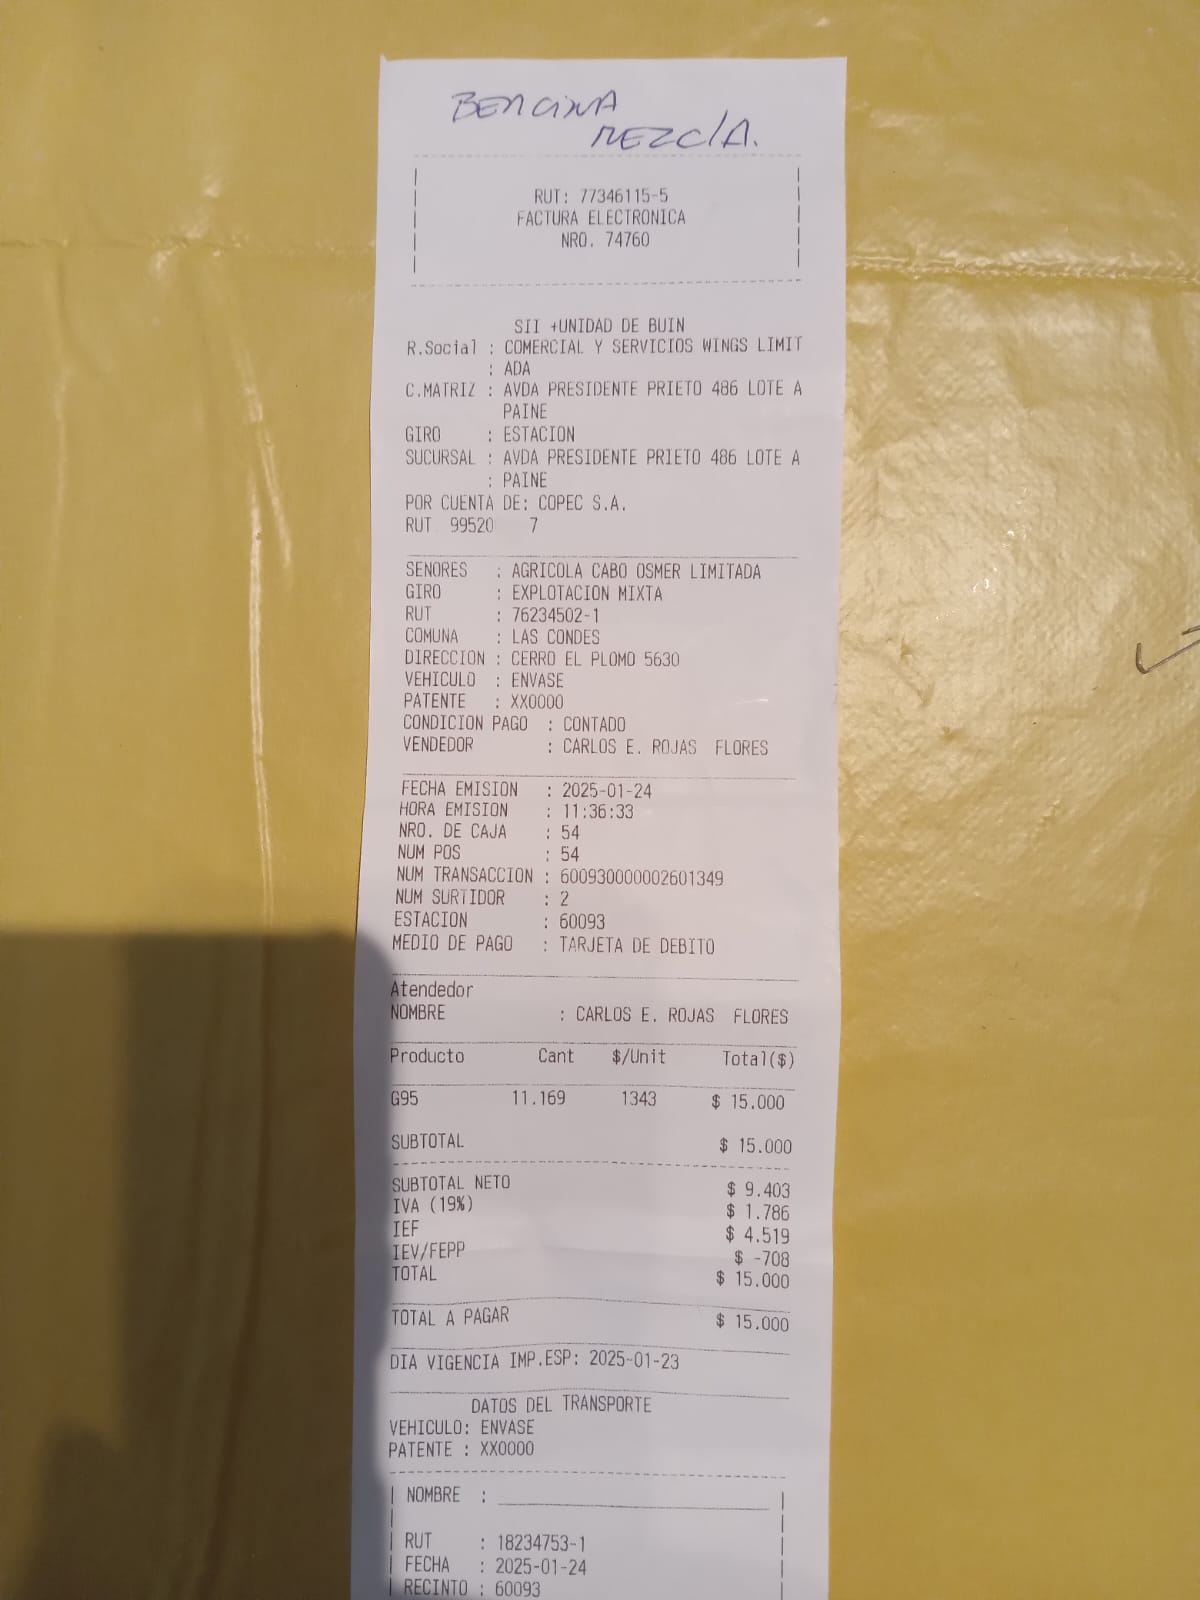 BENCINA
MEZCLA.
RUT: 77346115-5
FACTURA ELECTRONICA
NRO. 74760
SII +UNIDAD DE BUIN
R.Social : COMERCIAL Y SERVICIOS WINGS LIMIT
: ADA
C.MATRIZ : AVDA PRESIDENTE PRIETO 486 LOTE A
PAINE
GIRO : ESTACION
SUCURSAL : AVDA PRESIDENTE PRIETO 486 LOTE A
: PAINE
POR CUENTA DE: COPEC S.A.
RUT 99520 7
SENORES : AGRICOLA CABO OSMER LIMITADA
GIRO : EXPLOTACION MIXTA
RUT : 76234502-1
COMUNA : LAS CONDES
DIRECCION : CERRO EL PLOMO 5630
VEHICULO : ENVASE
PATENTE : XX0000
CONDICION PAGO : CONTADO
VENDEDOR : CARLOS E. ROJAS FLORES
FECHA EMISION : 2025-01-24
HORA EMISION : 11:36:33
NRO. DE CAJA : 54
NUM POS : 54
NUM TRANSACCION : 600930000002601349
NUM SURTIDOR : 2
ESTACION : 60093
MEDIO DE PAGO : TARJETA DE DEBITO
Atendedor
NOMBRE : CARLOS E. ROJAS FLORES
Producto Cant $/Unit Total($)
G95 11.169 1343 $ 15.000
SUBTOTAL $ 15.000
SUBTOTAL NETO $ 9.403
IVA (19%) $ 1.786
IEF $ 4.519
IEV/FEPP $ -708
TOTAL $ 15.000
TOTAL A PAGAR $ 15.000
DIA VIGENCIA IMP.ESP: 2025-01-23
DATOS DEL TRANSPORTE
VEHICULO: ENVASE
PATENTE : XX0000
NOMBRE :
RUT : 18234753-1
FECHA : 2025-01-24
RECINTO : 60093